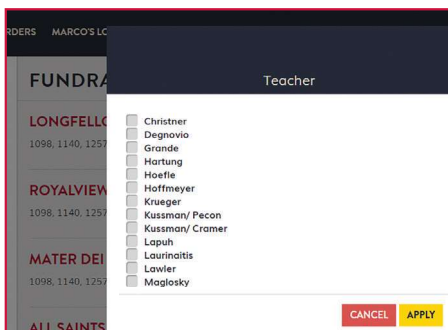 RDERS MARCO'S LO
Teacher
FUNDRA
LONGFELLO
1098, 1140, 1257
ROYALVIEW
1098, 1140, 1257
MATER DEI
1098, 1140, 1257
ALL SAINTS
Christner
Degnovio
Grande
Hartung
Hoefle
Hoffmeyer
Krueger
Kussman/ Pecon
Kussman/ Cramer
Lapuh
Laurinaitis
Lawler
Maglosky
CANCEL APPLY